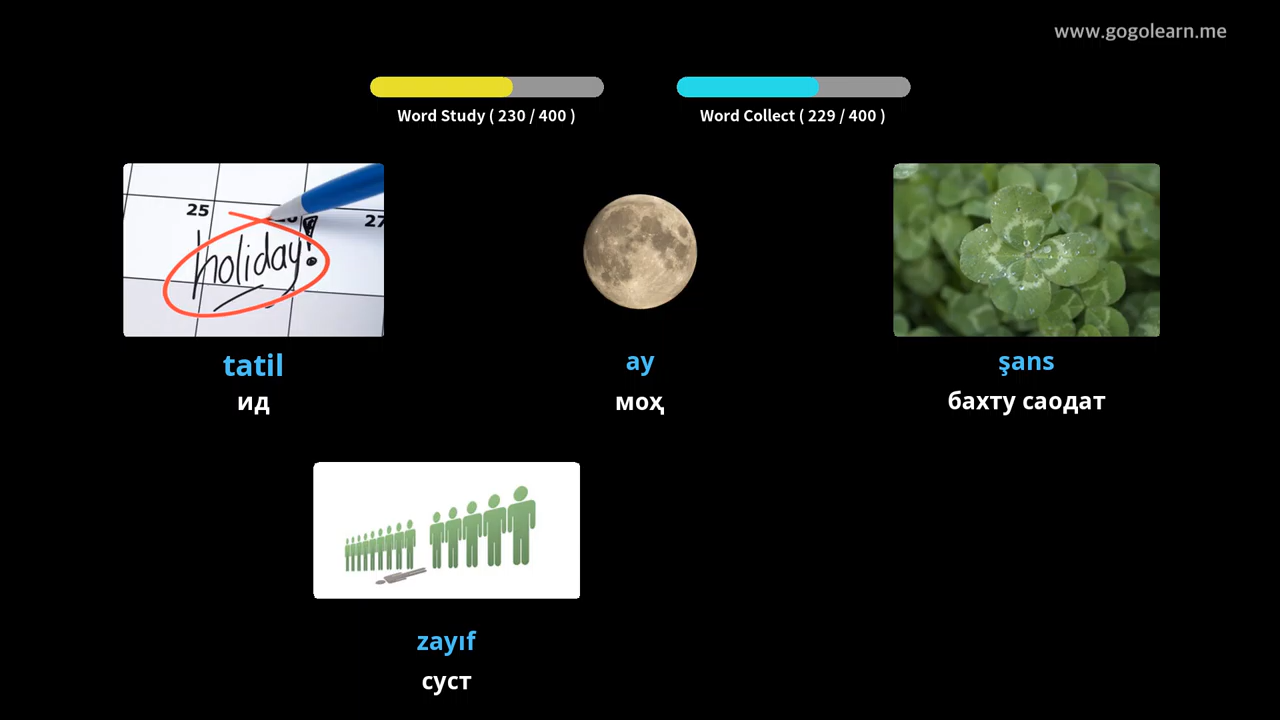 www.gogolearn.me
Word Study ( 230 / 400 )
Word Collect ( 229 / 400 )
25
27
holiday!
tatil
ид
ay
моҳ
şans
бахту саодат
zayıf
суст